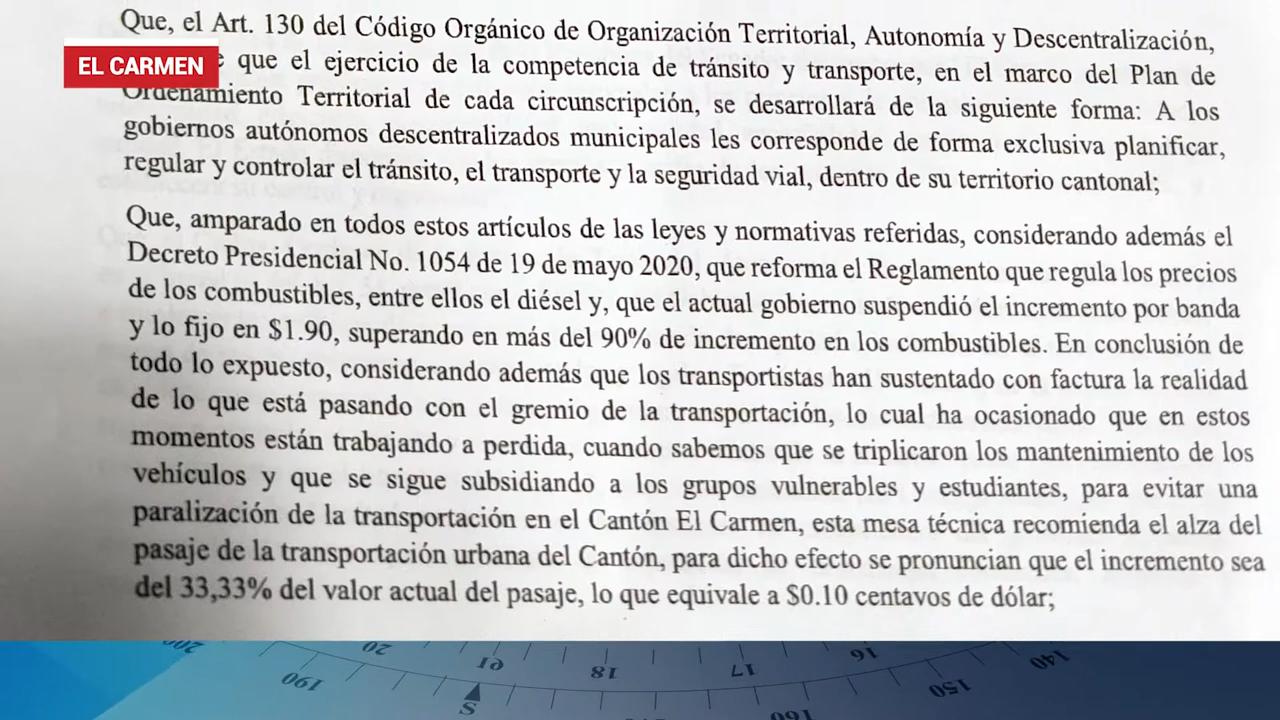 Que, el Art. 130 del Código Orgánico de Organización Territorial, Autonomía y Descentralización,
EL CARMEN
que el ejercicio de la competencia de tránsito y transporte, en el marco del Plan de
Ordenamiento Territorial de cada circunscripción, se desarrollará de la siguiente forma: A los
gobiernos autónomos descentralizados municipales les corresponde de forma exclusiva planificar,
regular y controlar el tránsito, el transporte y la seguridad vial, dentro de su territorio cantonal;
Que, amparado en todos estos artículos de las leyes y normativas referidas, considerando además el
Decreto Presidencial No. 1054 de 19 de mayo 2020, que reforma el Reglamento que regula los precios
de los combustibles, entre ellos el diésel y, que el actual gobierno suspendió el incremento por banda
y lo fijo en $1.90, superando en más del 90% de incremento en los combustibles. En conclusión de
todo lo expuesto, considerando además que los transportistas han sustentado con factura la realidad
de lo que está pasando con el gremio de la transportación, lo cual ha ocasionado que en estos
momentos están trabajando a perdida, cuando sabemos que se triplicaron los mantenimiento de los
vehículos y que se sigue subsidiando a los grupos vulnerables y estudiantes, para evitar una
paralización de la transportación en el Cantón El Carmen, esta mesa técnica recomienda el alza del
pasaje de la transportación urbana del Cantón, para dicho efecto se pronuncian que el incremento sea
del 33,33% del valor actual del pasaje, lo que equivale a $0.10 centavos de dólar;
200 20 19 18 17 16 140
190 150
S 160